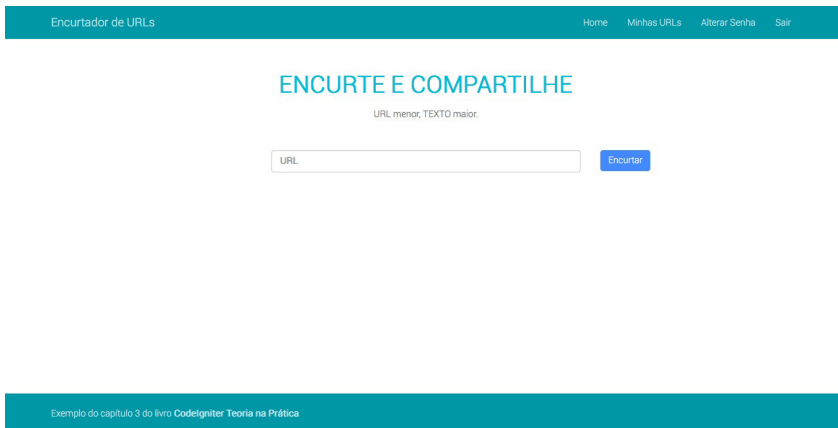 Encurtador de URLs
Home Minhas URLs Alterar Senha Sair
ENCURTE E COMPARTILHE
URL menor, TEXTO maior.
URL
Encurtar
Exemplo do capítulo 3 do livro CodeIgniter Teoria na Prática